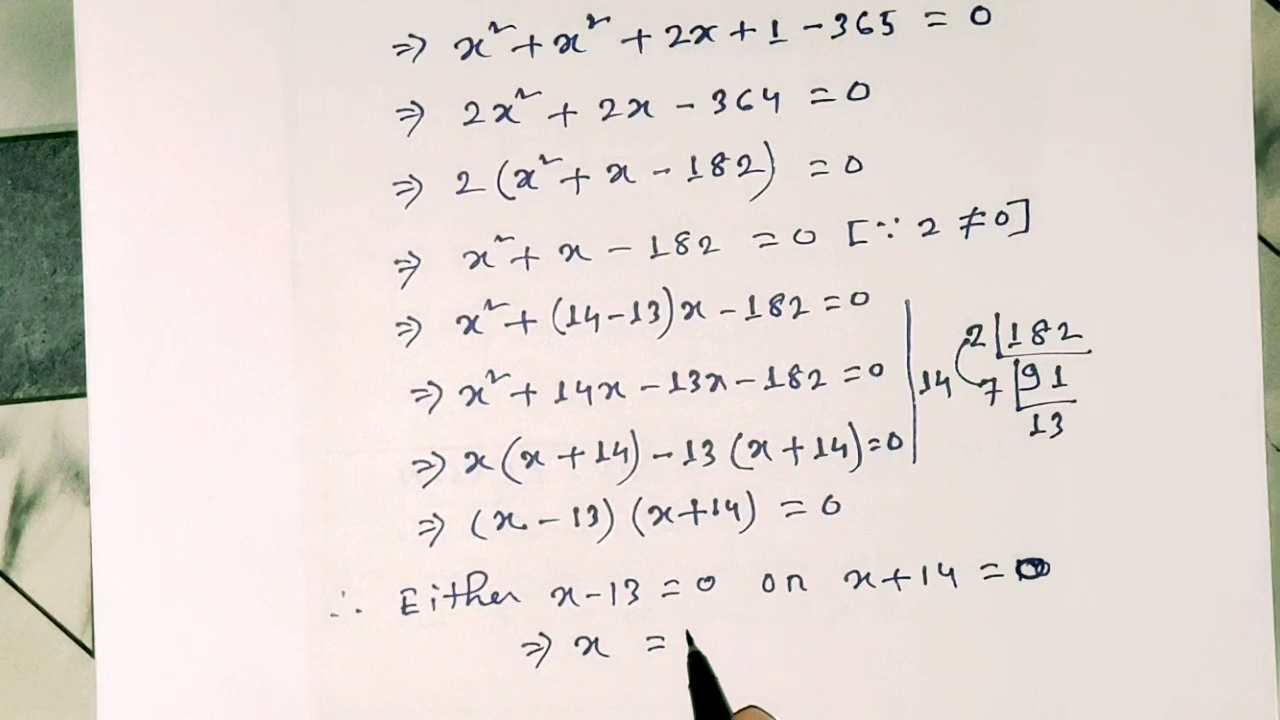 ⇒ x² + x² + 2x + 1 - 365 = 0
⇒ 2x² + 2x - 364 = 0
⇒ 2(x² + x - 182) = 0
⇒ x² + x - 182 = 0 [∵ 2 ≠ 0]
⇒ x² + (14-13)x - 182 = 0
⇒ x² + 14x - 13x - 182 = 0
⇒ x(x + 14) - 13(x + 14) = 0
⇒ (x - 13)(x + 14) = 0
∴ Either x - 13 = 0 or x + 14 = 0
⇒ x =
2 | 182
14 7 | 91
13